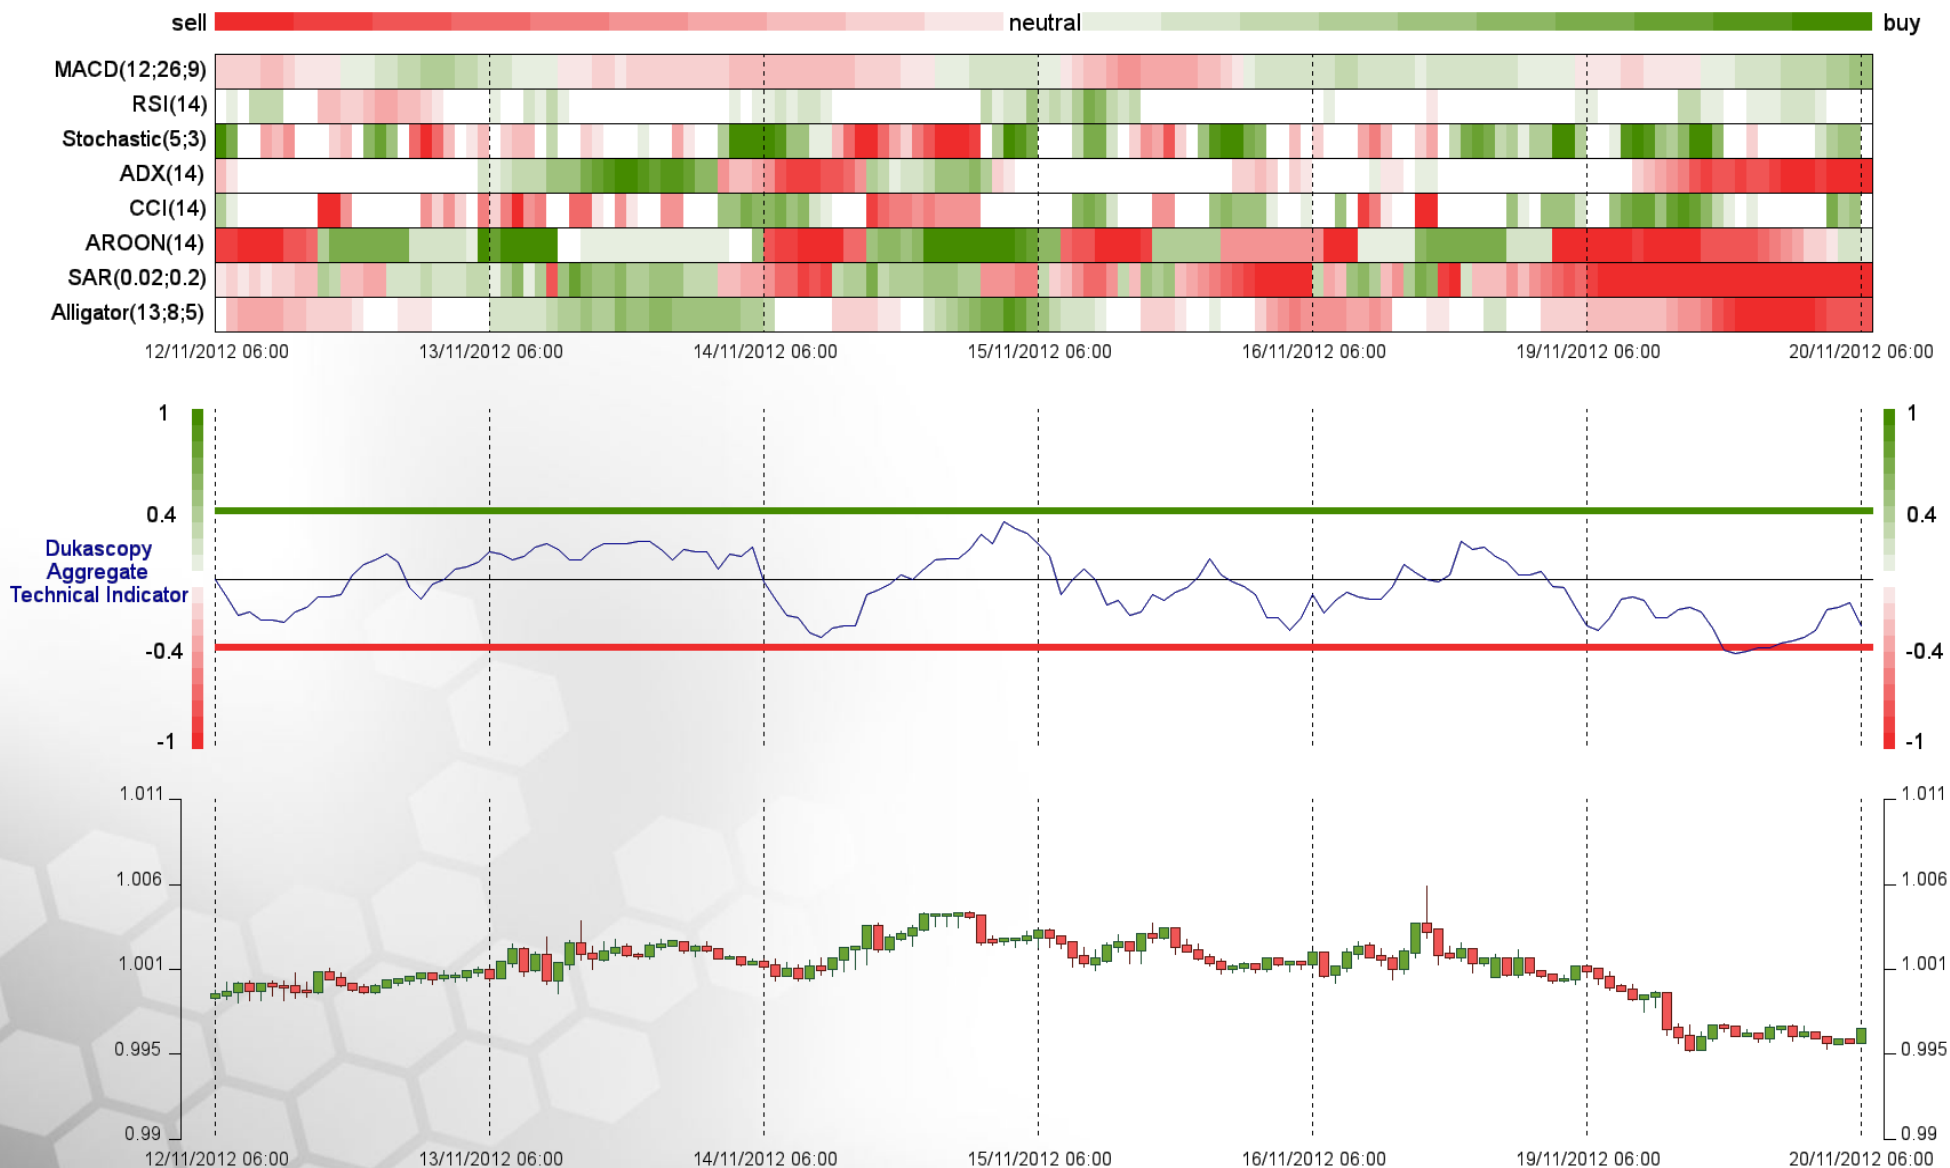 sell neutral buy
MACD(12;26;9)
RSI(14)
Stochastic(5;3)
ADX(14)
CCI(14)
AROON(14)
SAR(0.02;0.2)
Alligator(13;8;5)
12/11/2012 06:00 13/11/2012 06:00 14/11/2012 06:00 15/11/2012 06:00 16/11/2012 06:00 19/11/2012 06:00 20/11/2012 06:00
1 1
0.4 0.4
Dukascopy
Aggregate
Technical Indicator
-0.4 -0.4
-1 -1
1.011 1.011
1.006 1.006
1.001 1.001
0.995 0.995
0.99 0.99
12/11/2012 06:00 13/11/2012 06:00 14/11/2012 06:00 15/11/2012 06:00 16/11/2012 06:00 19/11/2012 06:00 20/11/2012 06:00